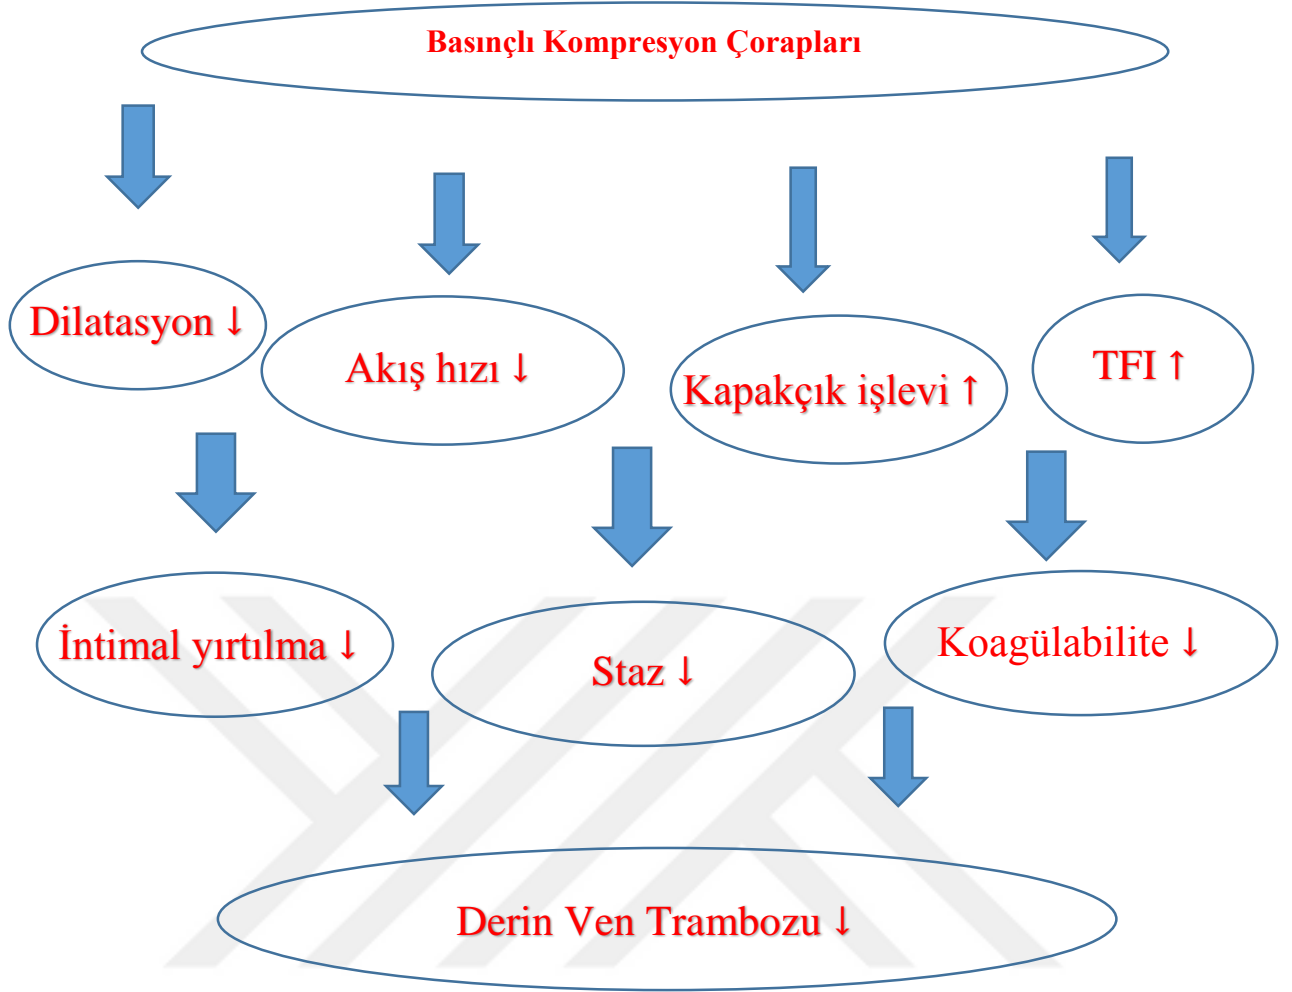 Basınçlı Kompresyon Çorapları
Dilatasyon ↓
Akış hızı ↓
Kapakçık işlevi ↑
TFI ↑
İntimal yırtılma ↓
Staz ↓
Koagülabilite ↓
Derin Ven Trambozu ↓